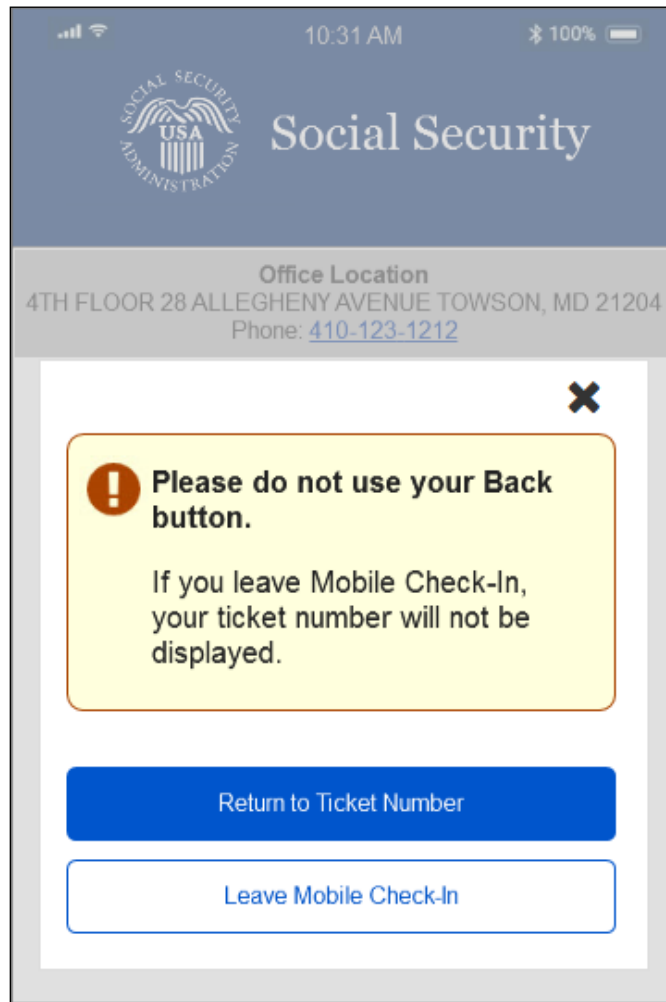 10:31 AM
100%
SOCIAL SECURITY ADMINISTRATION
USA
Social Security
Office Location
4TH FLOOR 28 ALLEGHENY AVENUE TOWSON, MD 21204
Phone: 410-123-1212
Please do not use your Back
button.
If you leave Mobile Check-In,
your ticket number will not be
displayed.
Return to Ticket Number
Leave Mobile Check-In